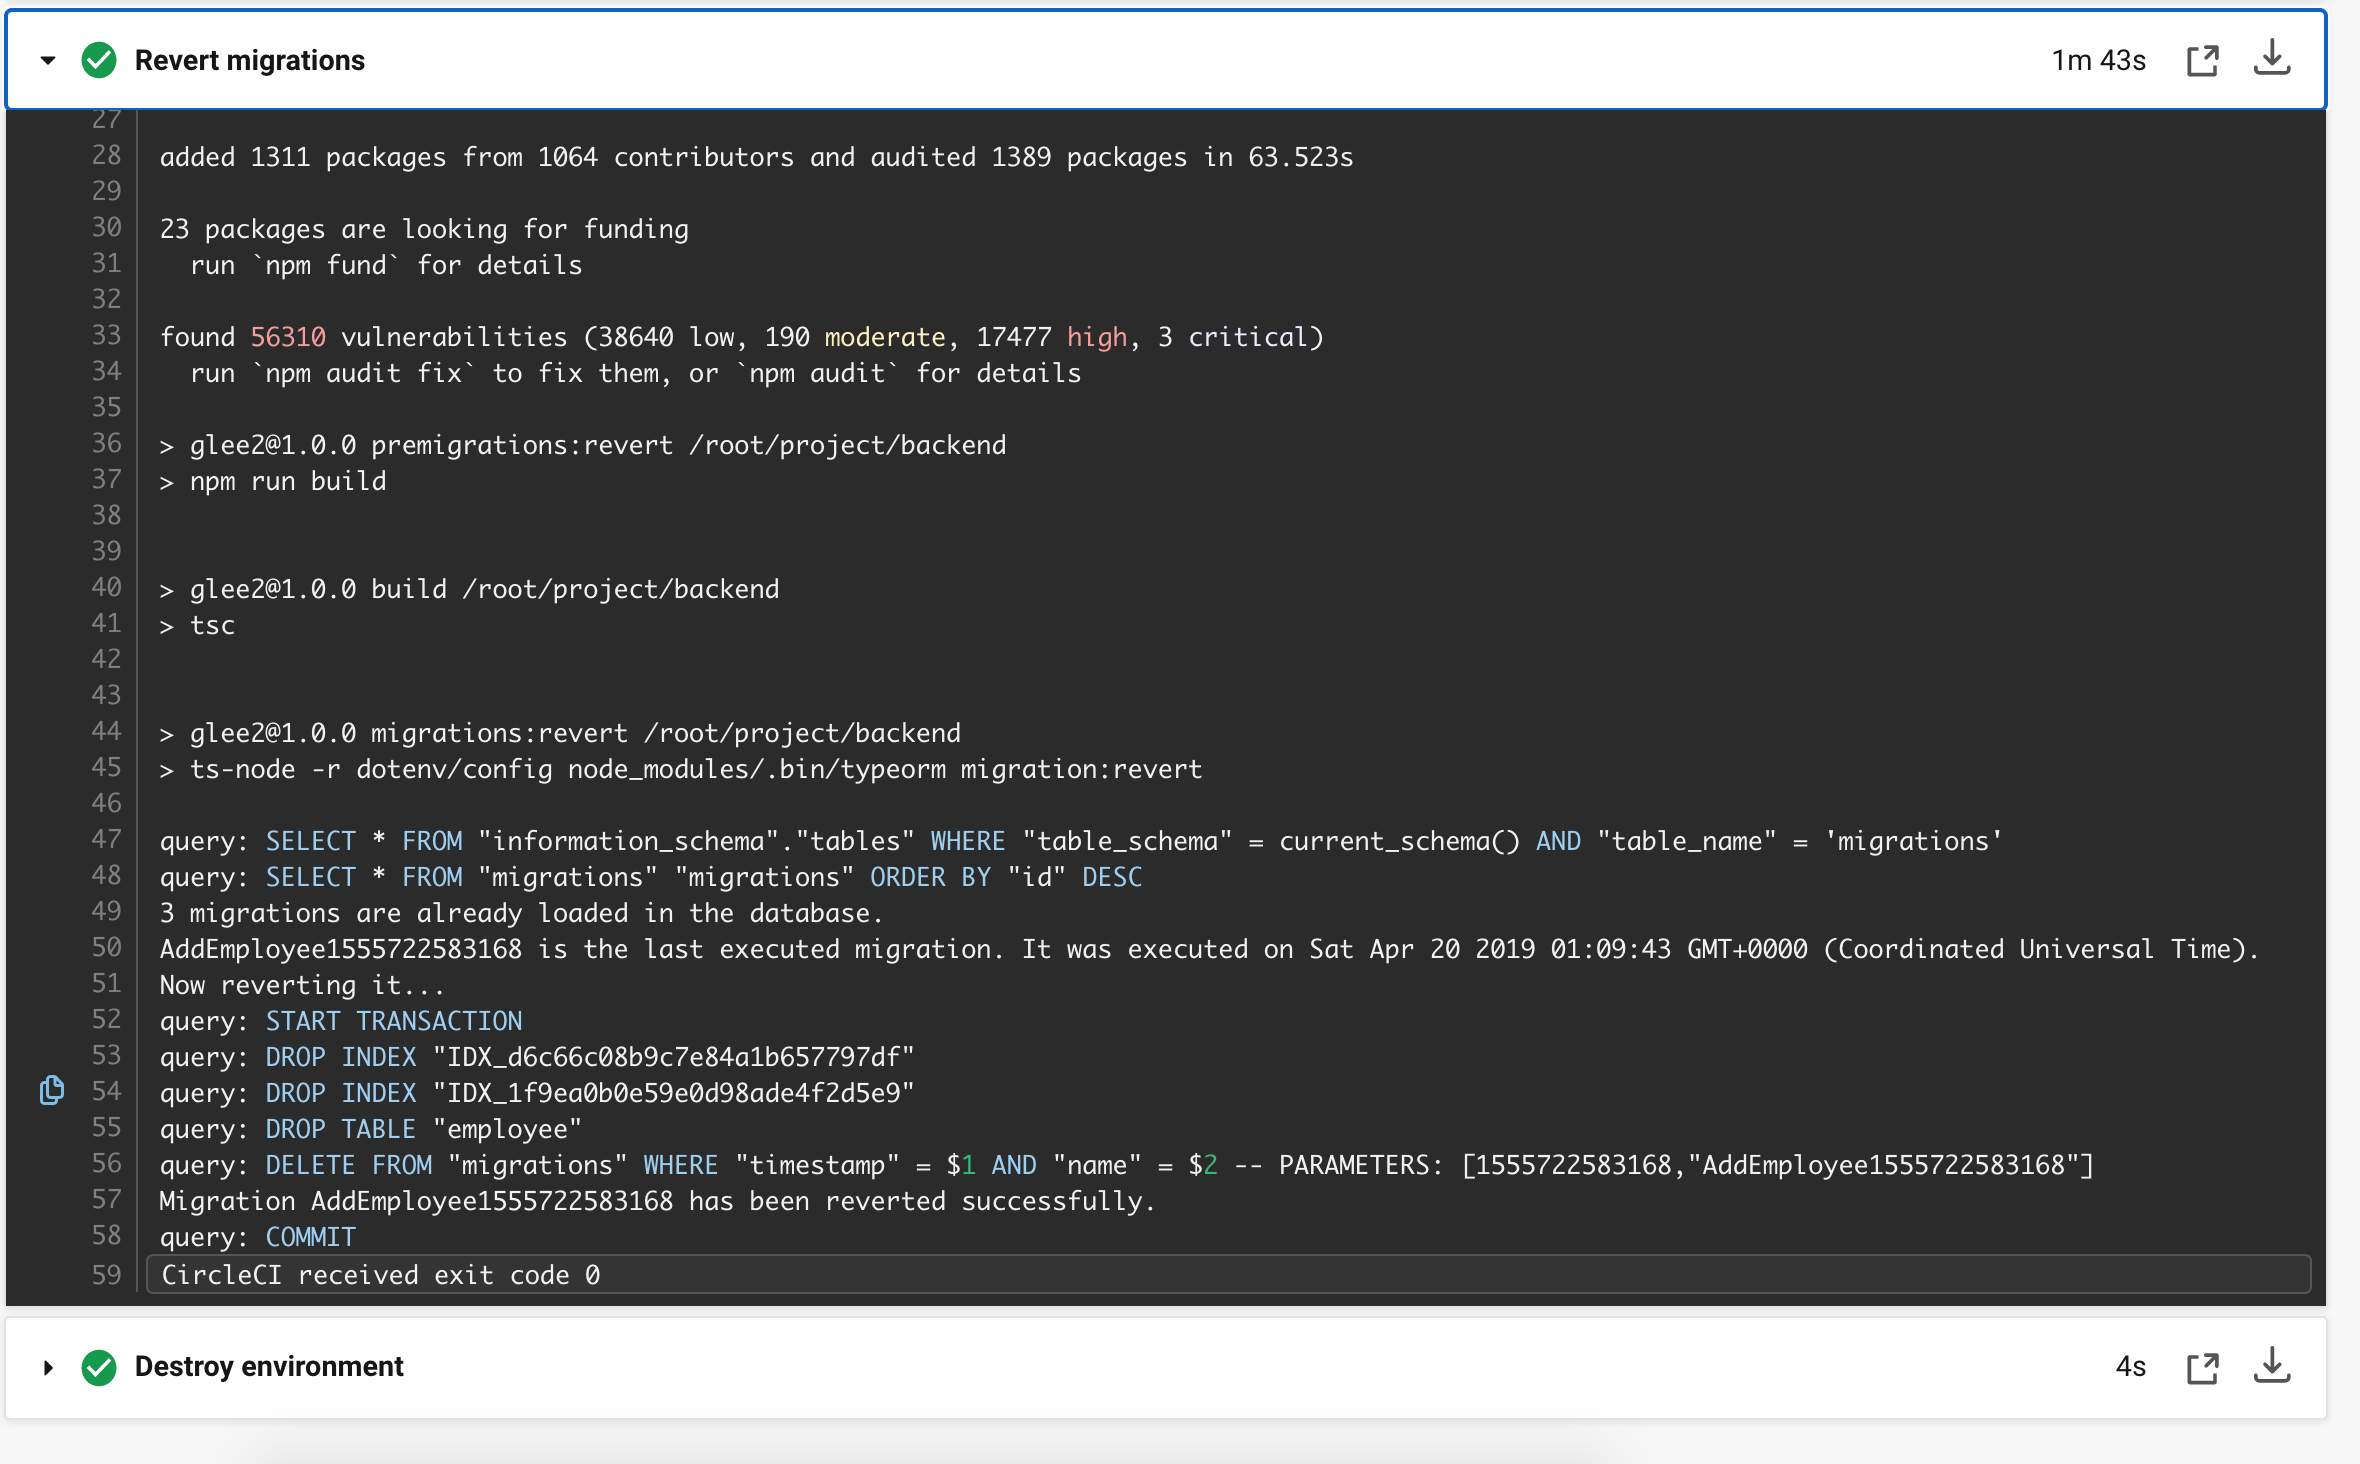 Revert migrations 1m 43s
27
28 added 1311 packages from 1064 contributors and audited 1389 packages in 63.523s
29
30 23 packages are looking for funding
31   run `npm fund` for details
32
33 found 56310 vulnerabilities (38640 low, 190 moderate, 17477 high, 3 critical)
34   run `npm audit fix` to fix them, or `npm audit` for details
35
36 > glee2@1.0.0 premigrations:revert /root/project/backend
37 > npm run build
38
39
40 > glee2@1.0.0 build /root/project/backend
41 > tsc
42
43
44 > glee2@1.0.0 migrations:revert /root/project/backend
45 > ts-node -r dotenv/config node_modules/.bin/typeorm migration:revert
46
47 query: SELECT * FROM "information_schema"."tables" WHERE "table_schema" = current_schema() AND "table_name" = 'migrations'
48 query: SELECT * FROM "migrations" "migrations" ORDER BY "id" DESC
49 3 migrations are already loaded in the database.
50 AddEmployee1555722583168 is the last executed migration. It was executed on Sat Apr 20 2019 01:09:43 GMT+0000 (Coordinated Universal Time).
51 Now reverting it...
52 query: START TRANSACTION
53 query: DROP INDEX "IDX_d6c66c08b9c7e84a1b657797df"
54 query: DROP INDEX "IDX_1f9ea0b0e59e0d98ade4f2d5e9"
55 query: DROP TABLE "employee"
56 query: DELETE FROM "migrations" WHERE "timestamp" = $1 AND "name" = $2 -- PARAMETERS: [1555722583168,"AddEmployee1555722583168"]
57 Migration AddEmployee1555722583168 has been reverted successfully.
58 query: COMMIT
59 CircleCI received exit code 0
Destroy environment 4s